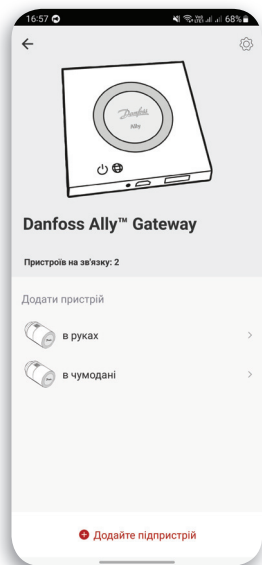 16:57
68%
Danfoss
Ally
Danfoss Ally™ Gateway
Пристроїв на зв'язку: 2
Додати пристрій
в руках
в чумодані
Додайте підпристрій